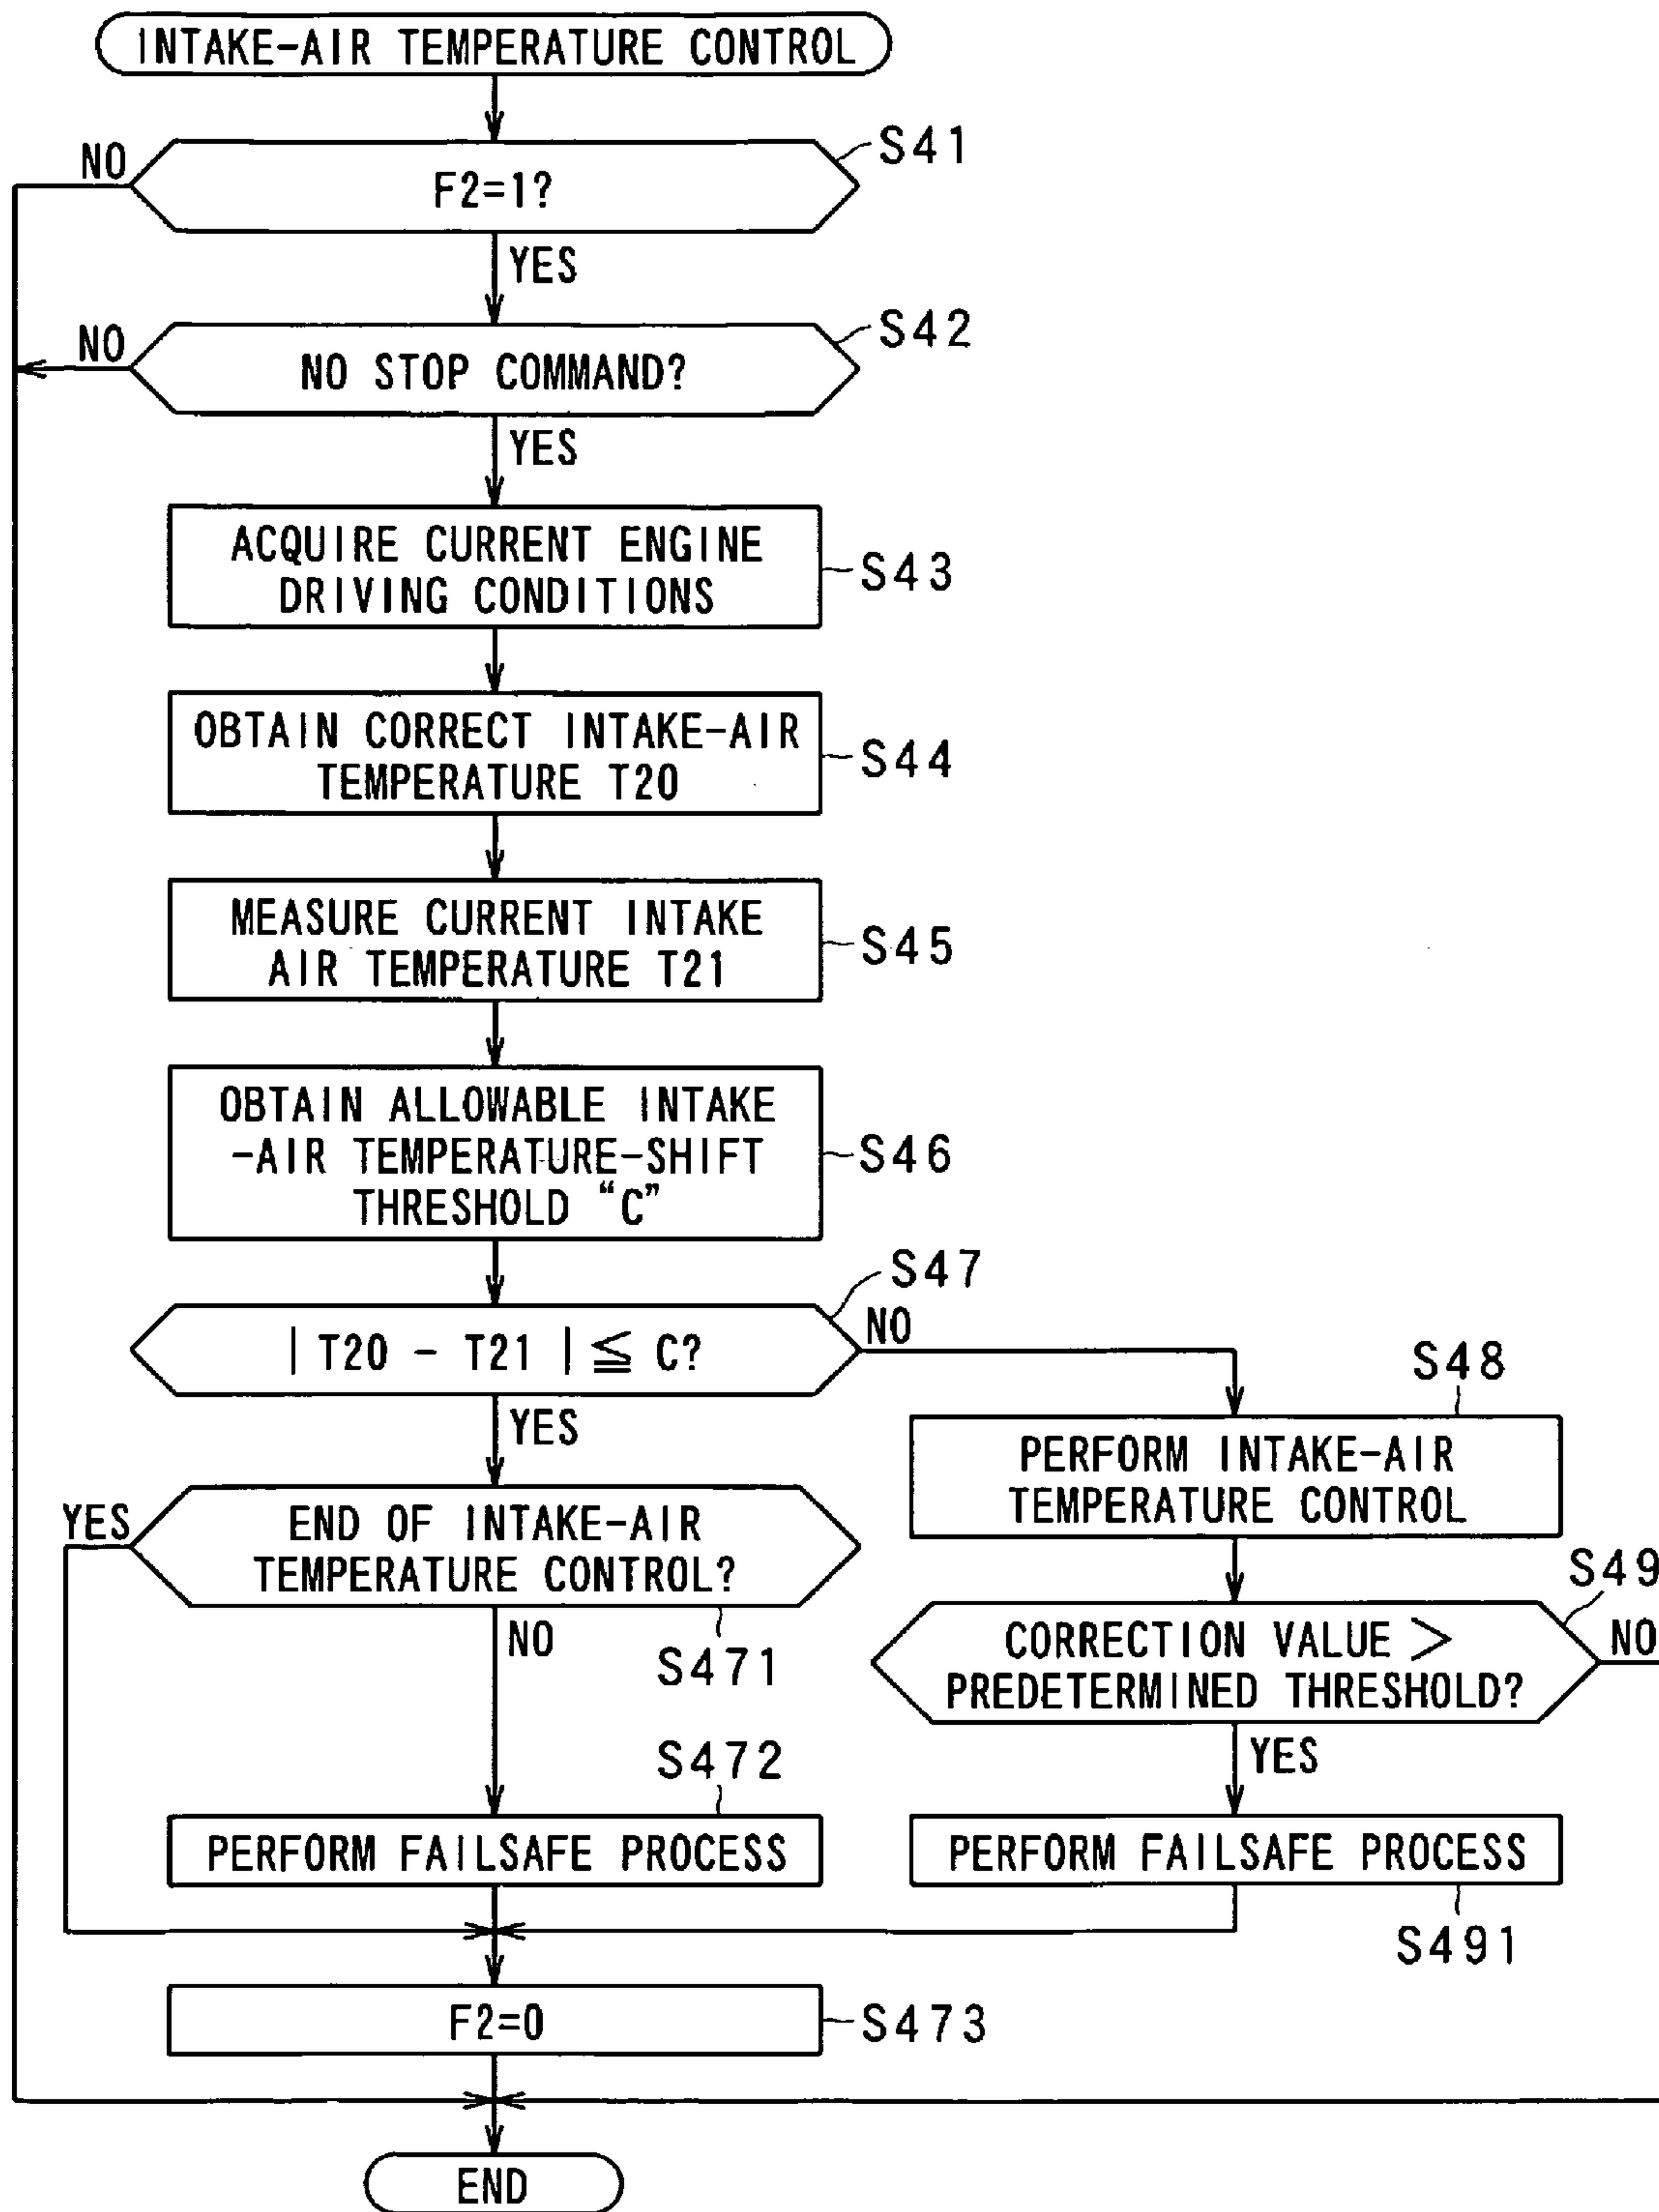 INTAKE-AIR TEMPERATURE CONTROL
S41
NO
F2=1?
YES
S42
NO
NO STOP COMMAND?
YES
ACQUIRE CURRENT ENGINE
DRIVING CONDITIONS
S43
OBTAIN CORRECT INTAKE-AIR
TEMPERATURE T20
S44
MEASURE CURRENT INTAKE
AIR TEMPERATURE T21
S45
OBTAIN ALLOWABLE INTAKE
-AIR TEMPERATURE-SHIFT
THRESHOLD “C”
S46
S47
| T20 - T21 | ≦ C?
NO
YES
S48
PERFORM INTAKE-AIR
TEMPERATURE CONTROL
YES
END OF INTAKE-AIR
TEMPERATURE CONTROL?
S471
NO
S49
CORRECTION VALUE >
PREDETERMINED THRESHOLD?
NO
YES
S472
PERFORM FAILSAFE PROCESS
PERFORM FAILSAFE PROCESS
S491
F2=0
S473
END